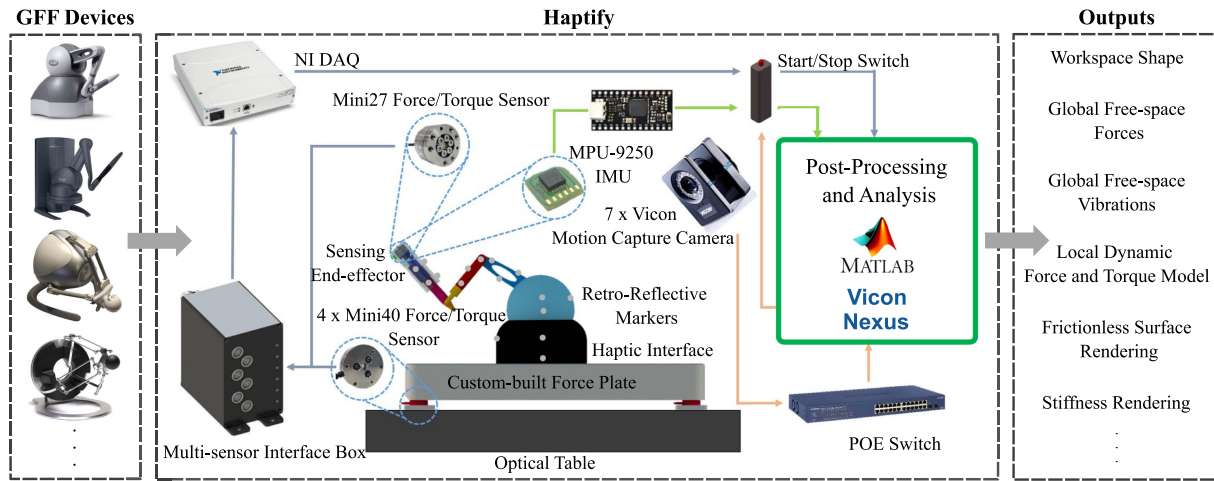 GFF Devices
Haptify
Outputs
NI DAQ
Mini27 Force/Torque Sensor
Start/Stop Switch
MPU-9250
IMU
7 x Vicon
Motion Capture Camera
Sensing
End-effector
4 x Mini40 Force/Torque
Sensor
Retro-Reflective
Markers
Haptic Interface
Custom-built Force Plate
Optical Table
Multi-sensor Interface Box
Post-Processing
and Analysis
MATLAB
Vicon
Nexus
POE Switch
Workspace Shape
Global Free-space
Forces
Global Free-space
Vibrations
Local Dynamic
Force and Torque Model
Frictionless Surface
Rendering
Stiffness Rendering